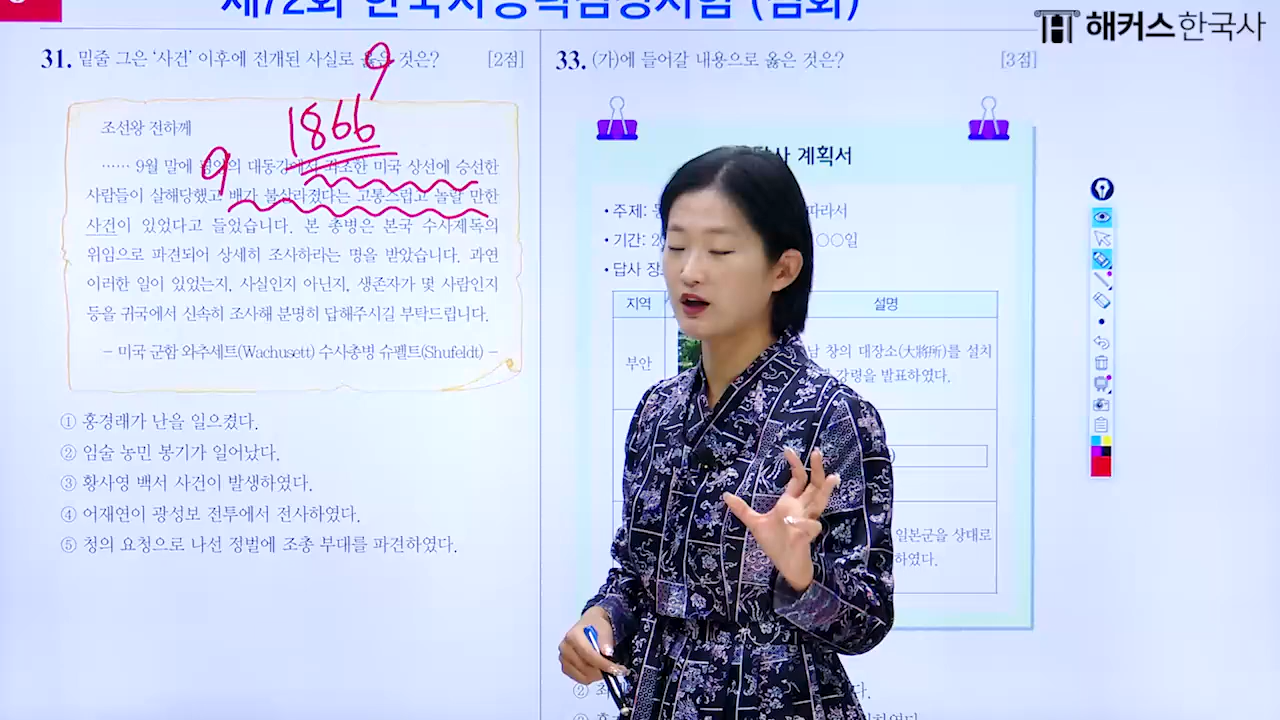 제72회 한국사능력검정시험 (심화)
해커스한국사
31. 밑줄 그은 '사건' 이후에 전개된 사실로 옳은 것은? [2점]
9
1866
9
조선왕 전하께
…… 9월 말에 평양의 대동강에서 좌초한 미국 상선에 승선한
사람들이 살해당했고 배가 불살라졌다는 고통스럽고 놀랄 만한
사건이 있었다고 들었습니다. 본 총병은 본국 수사제독의
위임으로 파견되어 상세히 조사하라는 명을 받았습니다. 과연
이러한 일이 있었는지, 사실인지 아닌지, 생존자가 몇 사람인지
등을 귀국에서 신속히 조사해 분명히 답해주시길 부탁드립니다.
- 미국 군함 와추세트(Wachusett) 수사총병 슈펠트(Shufeldt) -
① 홍경래가 난을 일으켰다.
② 임술 농민 봉기가 일어났다.
③ 황사영 백서 사건이 발생하였다.
④ 어재연이 광성보 전투에서 전사하였다.
⑤ 청의 요청으로 나선 정벌에 조총 부대를 파견하였다.
33. (가)에 들어갈 내용으로 옳은 것은? [3점]
답사 계획서
• 주제: 따라서
• 기간: 2 ○○일
• 답사 장
지역 설명
부안
남 창의 대장소(大將所)를 설치
강령을 발표하였다.
일본군을 상대로
하였다.
②
다.